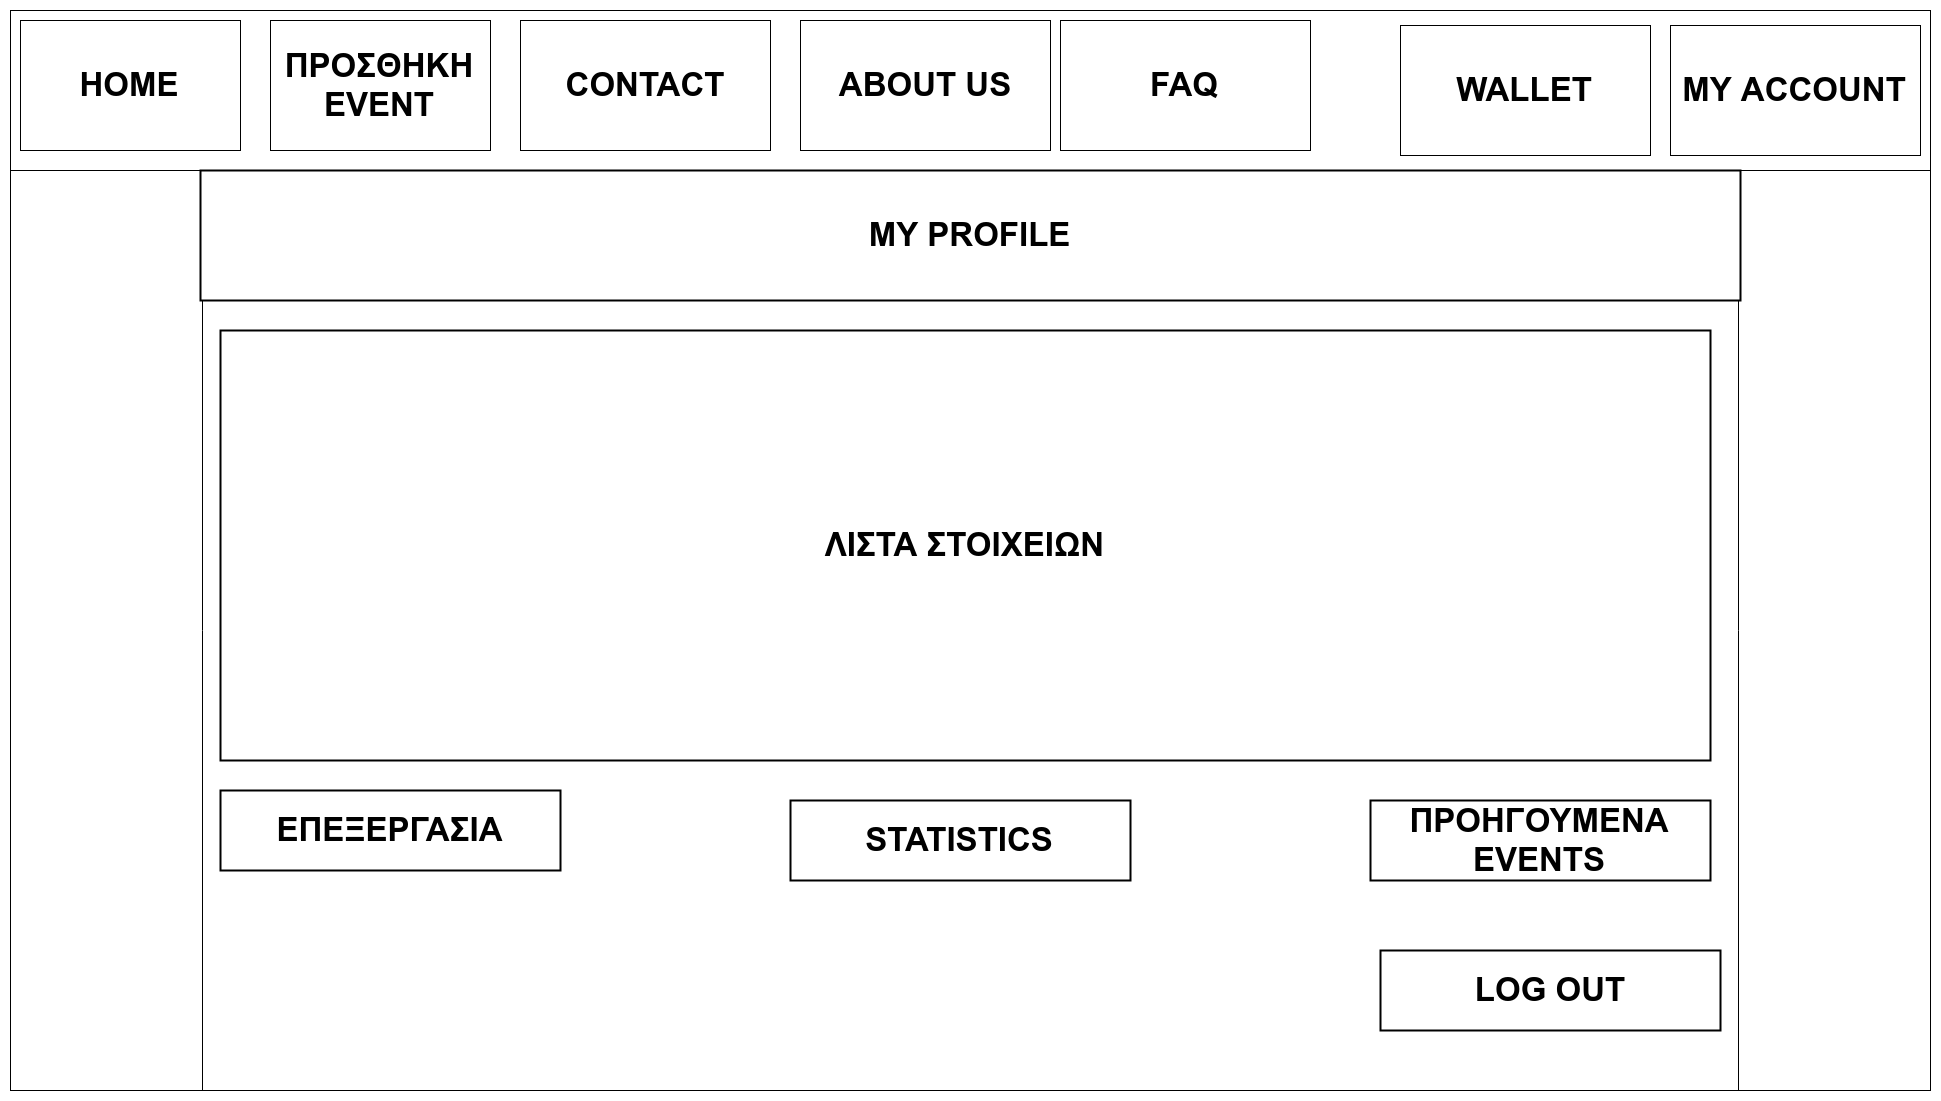 HOME
ΠΡΟΣΘΗΚΗ
EVENT
CONTACT
ABOUT US
FAQ
WALLET
MY ACCOUNT
MY PROFILE
ΛΙΣΤΑ ΣΤΟΙΧΕΙΩΝ
ΕΠΕΞΕΡΓΑΣΙΑ
STATISTICS
ΠΡΟΗΓΟΥΜΕΝΑ
EVENTS
LOG OUT